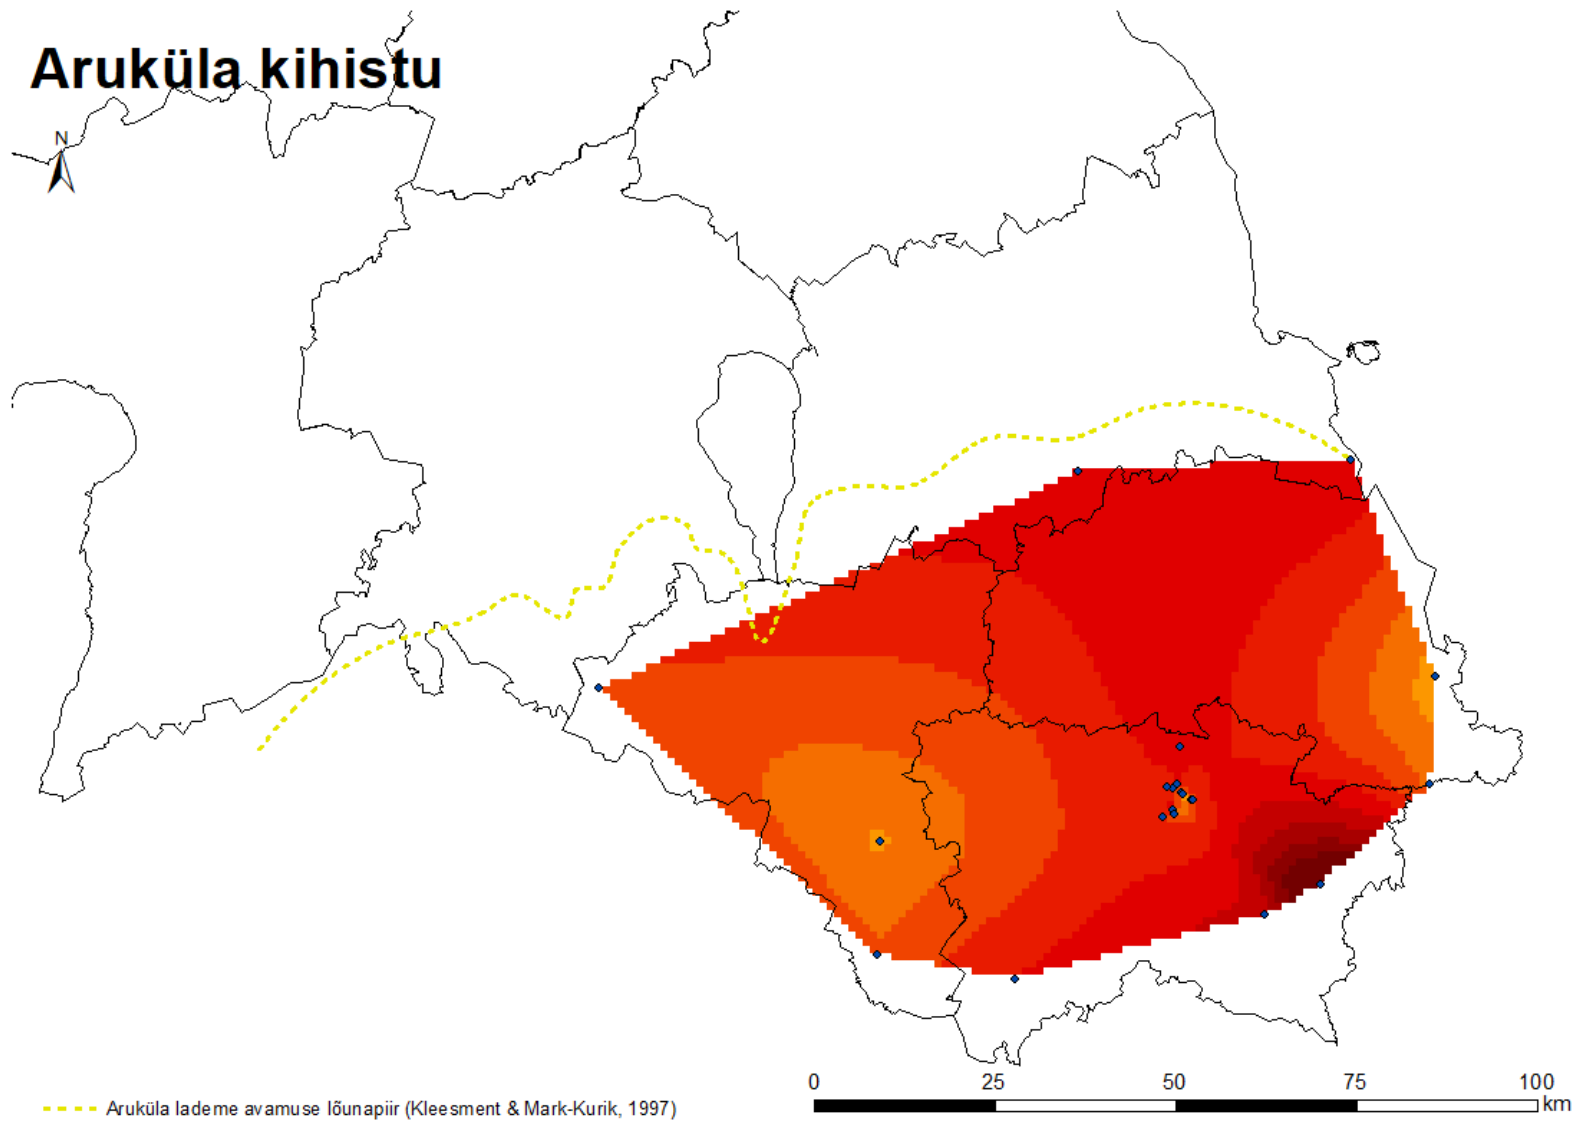 Aruküla kihistu
N
0 25 50 75 100
km
Aruküla lademe avamuse lõunapiir (Kleesment & Mark-Kurik, 1997)